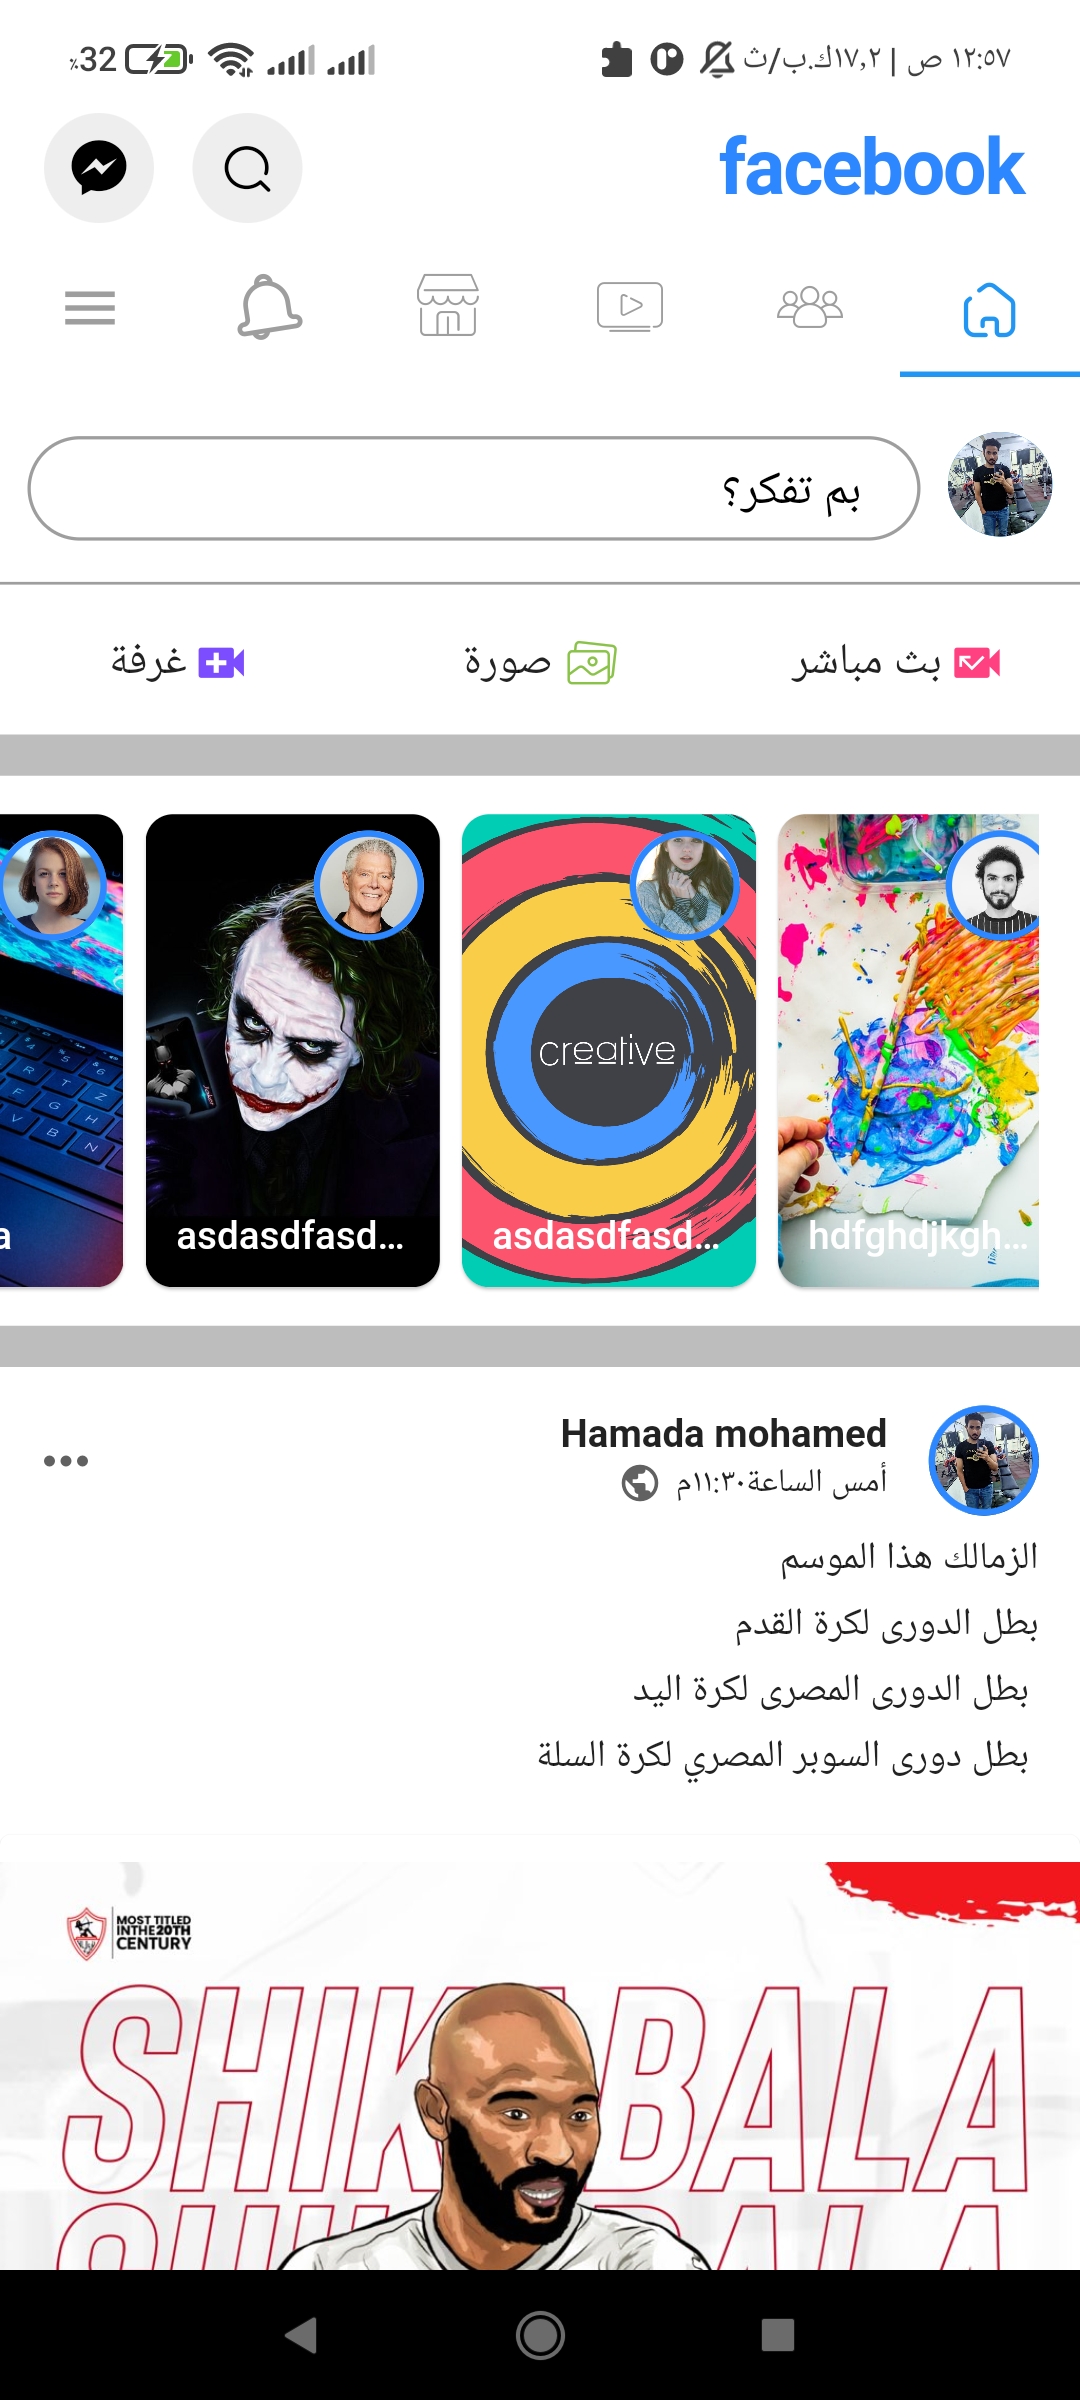 ١٢:٥٧ ص | ١٧٫٢ك.ب/ث
٪32
facebook
بم تفكر؟
بث مباشر
صورة
غرفة
creative
hdfghdjkgh...
asdasdfasd...
asdasdfasd...
a
Hamada mohamed
أمس الساعة١١:٣٠م
الزمالك هذا الموسم
بطل الدورى لكرة القدم
بطل الدورى المصرى لكرة اليد
بطل دورى السوبر المصري لكرة السلة
MOST TITLED
IN THE 20TH
CENTURY
SHIKABALA